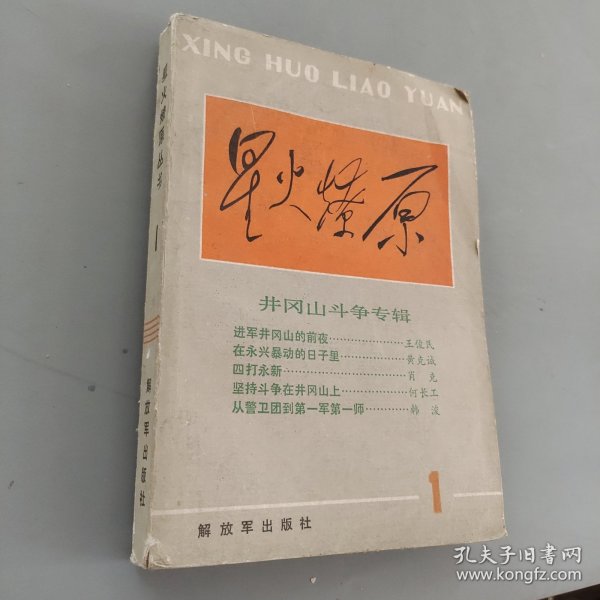 XING HUO LIAO YUAN
星火燎原
井冈山斗争专辑
进军井冈山的前夜……………………王俊民
在永兴暴动的日子里………………黄克诚
四打永新……………………………肖 克
坚持斗争在井冈山上………………何长工
从警卫团到第一军第一师…………韩 浚
1
解放军出版社
星火燎原丛书
1
解放军出版社
孔夫子旧书网
www.kongfz.com